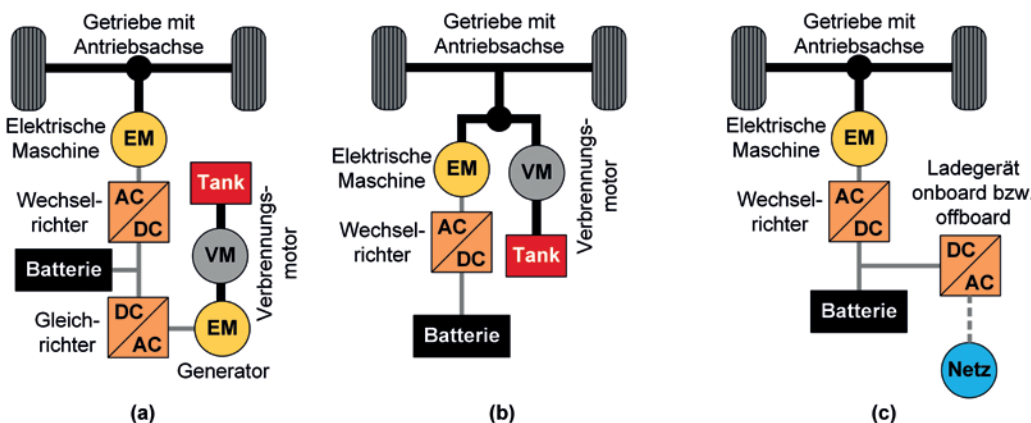 Getriebe mit
Antriebsachse
Elektrische
Maschine
EM
Wechsel-
richter
AC
DC
Tank
Batterie
VM
Verbrennungs-
motor
Gleich-
richter
DC
AC
EM
Generator
(a)
Getriebe mit
Antriebsachse
Elektrische
Maschine
EM
VM
Verbrennungs-
motor
Wechsel-
richter
AC
DC
Tank
Batterie
(b)
Getriebe mit
Antriebsachse
Elektrische
Maschine
EM
Wechsel-
richter
AC
DC
Ladegerät
onboard bzw.
offboard
DC
AC
Batterie
Netz
(c)